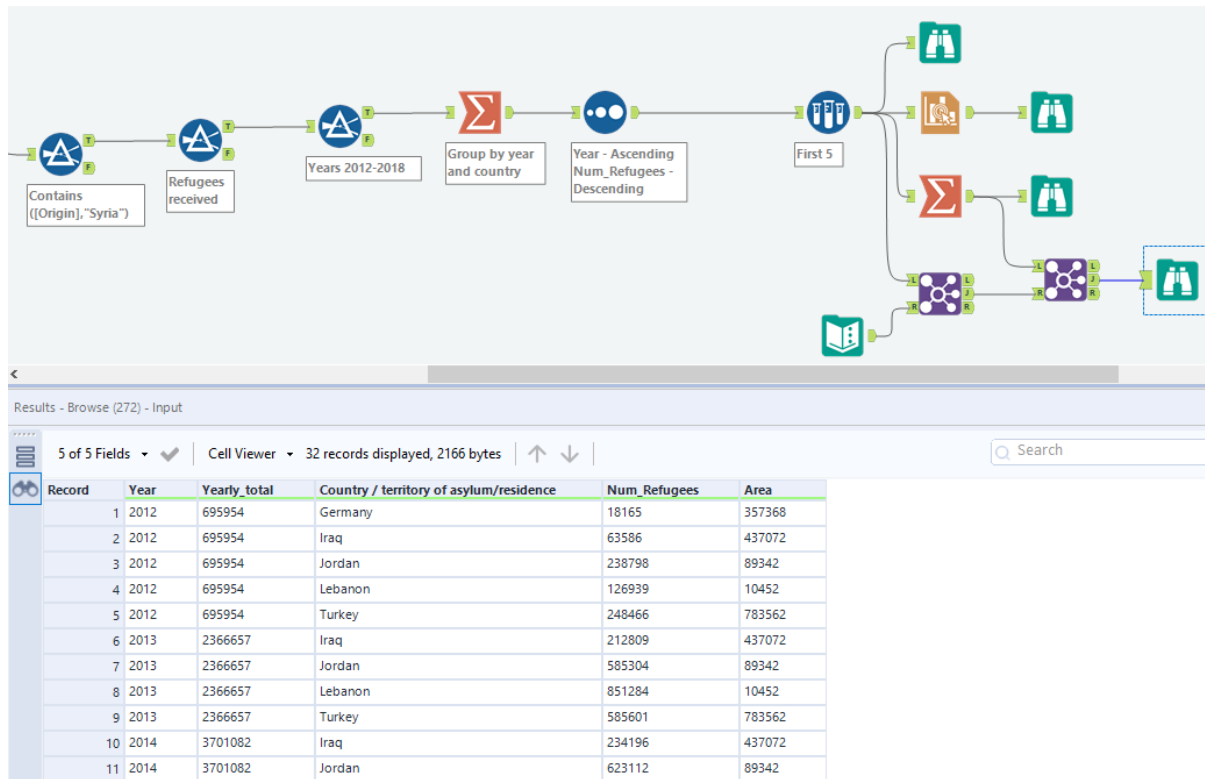 T
F
Contains
([Origin],"Syria")
T
F
Refugees
received
T
F
Years 2012-2018
Group by year
and country
Year - Ascending
Num_Refugees -
Descending
First 5
L
J
R
L
R
L
J
R
L
R
Results - Browse (272) - Input
5 of 5 Fields Cell Viewer 32 records displayed, 2166 bytes Search
Record Year Yearly_total Country / territory of asylum/residence Num_Refugees Area
1 2012 695954 Germany 18165 357368
2 2012 695954 Iraq 63586 437072
3 2012 695954 Jordan 238798 89342
4 2012 695954 Lebanon 126939 10452
5 2012 695954 Turkey 248466 783562
6 2013 2366657 Iraq 212809 437072
7 2013 2366657 Jordan 585304 89342
8 2013 2366657 Lebanon 851284 10452
9 2013 2366657 Turkey 585601 783562
10 2014 3701082 Iraq 234196 437072
11 2014 3701082 Jordan 623112 89342